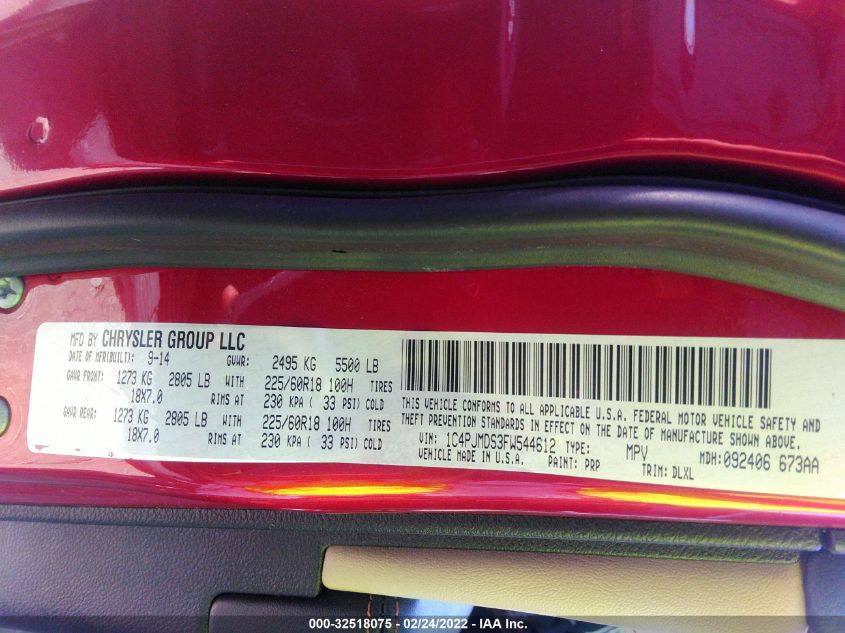 MFD BY CHRYSLER GROUP LLC
DATE OF MFR(BUILT): 9-14 GVWR: 2495 KG 5500 LB
GAWR FRONT: 1273 KG 2805 LB WITH 225/60R18 100H TIRES
18X7.0 RIMS AT 230 KPA ( 33 PSI) COLD
GAWR REAR: 1273 KG 2805 LB WITH 225/60R18 100H TIRES
18X7.0 RIMS AT 230 KPA ( 33 PSI) COLD
THIS VEHICLE CONFORMS TO ALL APPLICABLE U.S.A. FEDERAL MOTOR VEHICLE SAFETY AND
THEFT PREVENTION STANDARDS IN EFFECT ON THE DATE OF MANUFACTURE SHOWN ABOVE.
VIN: 1C4PJMDS3FW544612 TYPE: MPV MDH:092406 673AA
VEHICLE MADE IN U.S.A. PAINT: PRP TRIM: DLXL
000-32518075 - 02/24/2022 - IAA Inc.